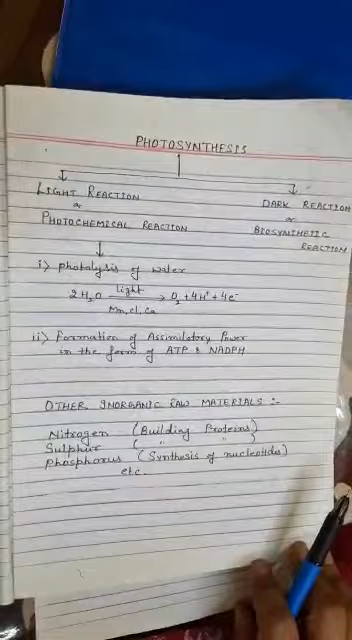 PHOTOSYNTHESIS
LIGHT REACTION
or
PHOTOCHEMICAL REACTION
DARK REACTION
or
BIOSYNTHETIC
REACTION
i) photolysis of water
2H₂O —Light→ O₂ + 4H⁺ + 4e⁻
Mn, Cl, Ca
ii) Formation of Assimilatory Power
in the form of ATP & NADPH
OTHER INORGANIC RAW MATERIALS :-
Nitrogen (Building Proteins)
Sulphur ( " " )
phosphorus (Synthesis of nucleotides)
etc.